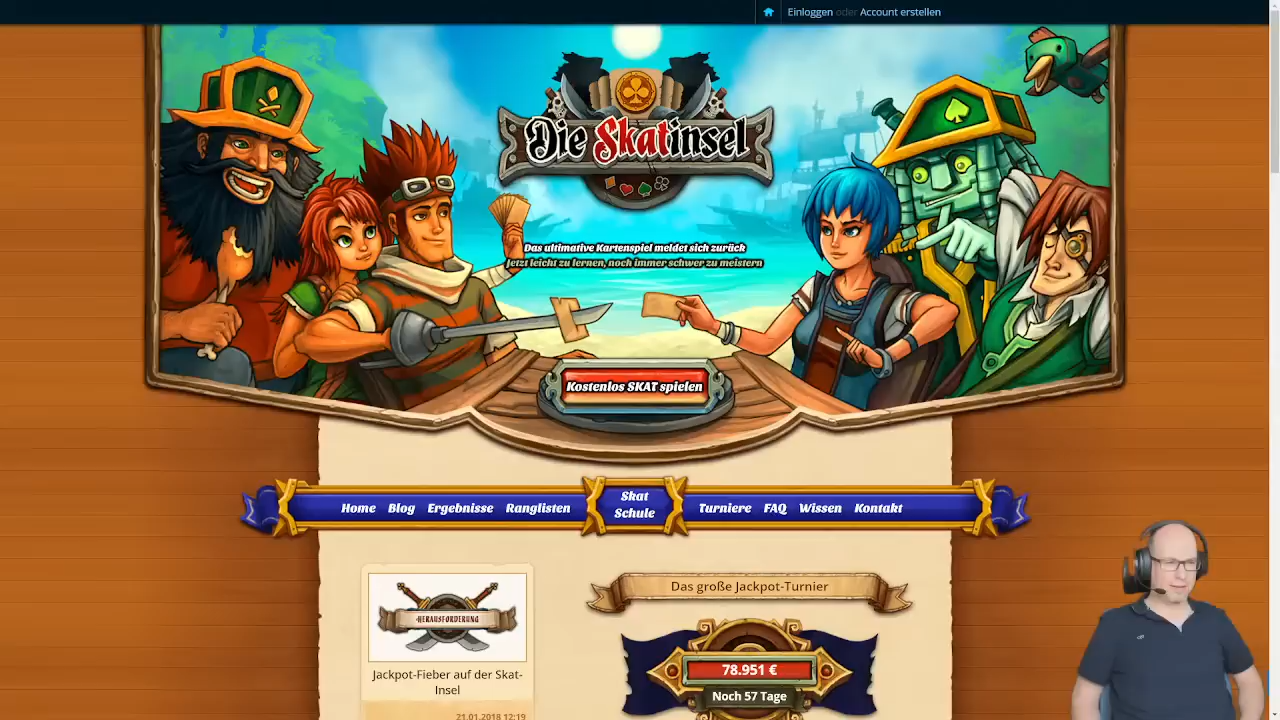 Einloggen oder Account erstellen
Die Skatinsel
Das ultimative Kartenspiel meldet sich zurück
Jetzt leicht zu lernen, noch immer schwer zu meistern
Kostenlos SKAT spielen
Home Blog Ergebnisse Ranglisten
Skat
Schule
Turniere FAQ Wissen Kontakt
HERAUSFORDERUNG
Jackpot-Fieber auf der Skat-
Insel
21.01.2018 12:19
Das große Jackpot-Turnier
78.951 €
Noch 57 Tage